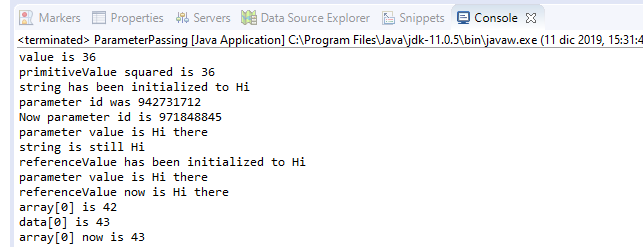 Markers Properties Servers Data Source Explorer Snippets Console
<terminated> ParameterPassing [Java Application] C:\Program Files\Java\jdk-11.0.5\bin\javaw.exe (11 dic 2019, 15:31:4
value is 36
primitiveValue squared is 36
string has been initialized to Hi
parameter id was 942731712
Now parameter id is 971848845
parameter value is Hi there
string is still Hi
referenceValue has been initialized to Hi
parameter value is Hi there
referenceValue now is Hi there
array[0] is 42
data[0] is 43
array[0] now is 43